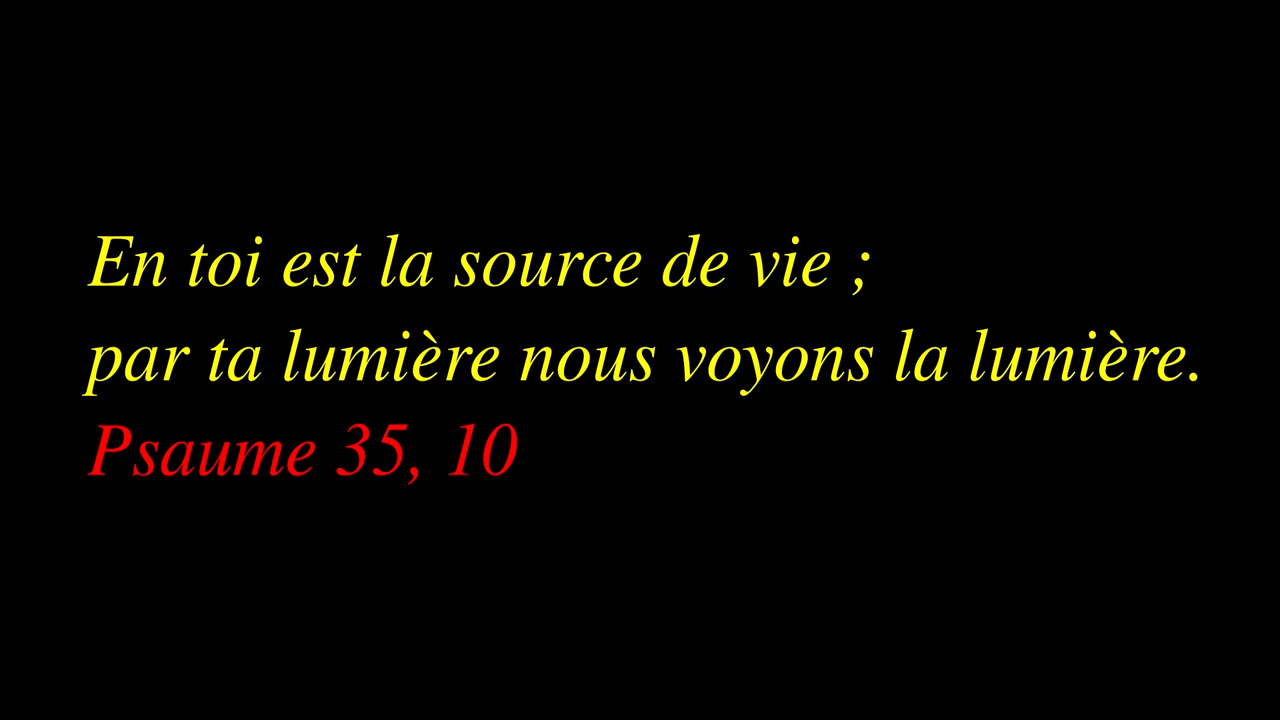 En toi est la source de vie ;
par ta lumière nous voyons la lumière.
Psaume 35, 10